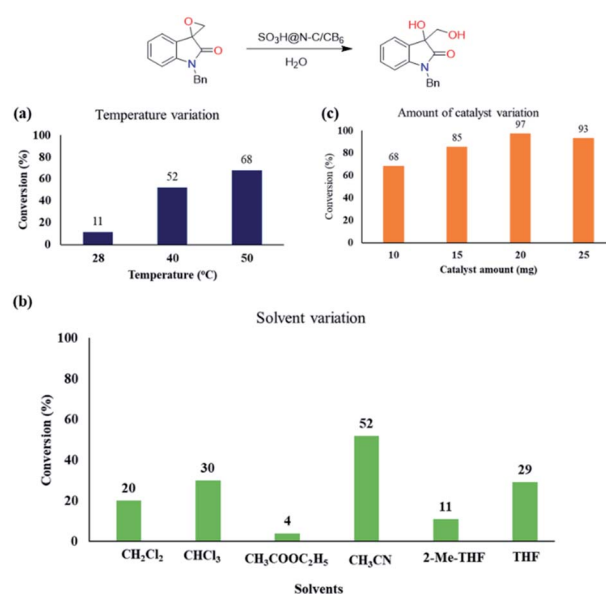 O
O
N
Bn
SO₃H@N-C/CB₆
H₂O
HO
OH
O
N
Bn
(a)
Temperature variation
Conversion (%)
100
80
60
40
20
0
11
52
68
28
40
50
Temperature (°C)
(c)
Amount of catalyst variation
Conversion (%)
100
80
60
40
20
0
68
85
97
93
10
15
20
25
Catalyst amount (mg)
(b)
Solvent variation
Conversion (%)
100
80
60
40
20
0
20
30
4
52
11
29
CH₂Cl₂
CHCl₃
CH₃COOC₂H₅
CH₃CN
2-Me-THF
THF
Solvents